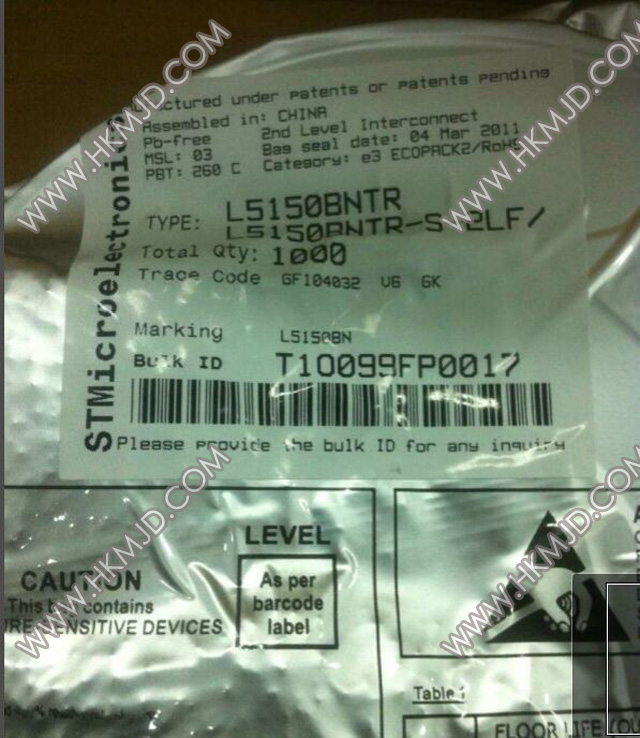 under patents or patents pending
Assembled in: CHINA
Pb-free 2nd Level Interconnect
MSL: 03 Bag seal date: 04 Mar 2011
PBT: 260 C Category: e3 ECOPACK2/RoHS
TYPE: L5150BNTR
Total Qty: 1000
Trace Code GF104032 V6 GK
Marking L5150BN
Bulk ID T10099FP0017
Please provide the bulk ID for any inquiry
STMicroelectronics
LEVEL
As per
barcode
label
CAUTION
This bag contains
SENSITIVE DEVICES
Table 1
FLOOR LIFE
WWW.HKMJD.COM
WWW.HKMJD.COM
WWW.HKMJD.COM
WWW.HKMJD.COM